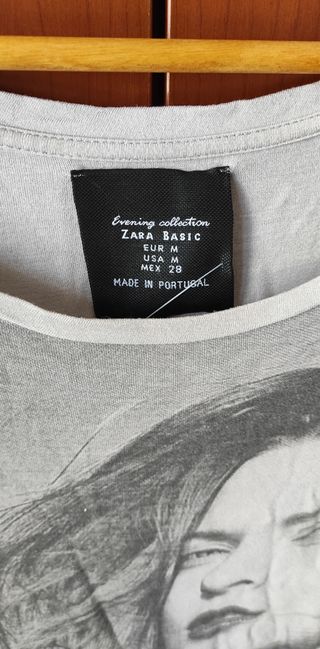 Evening collection
ZARA BASIC
EUR M
USA M
MEX 28
MADE IN PORTUGAL